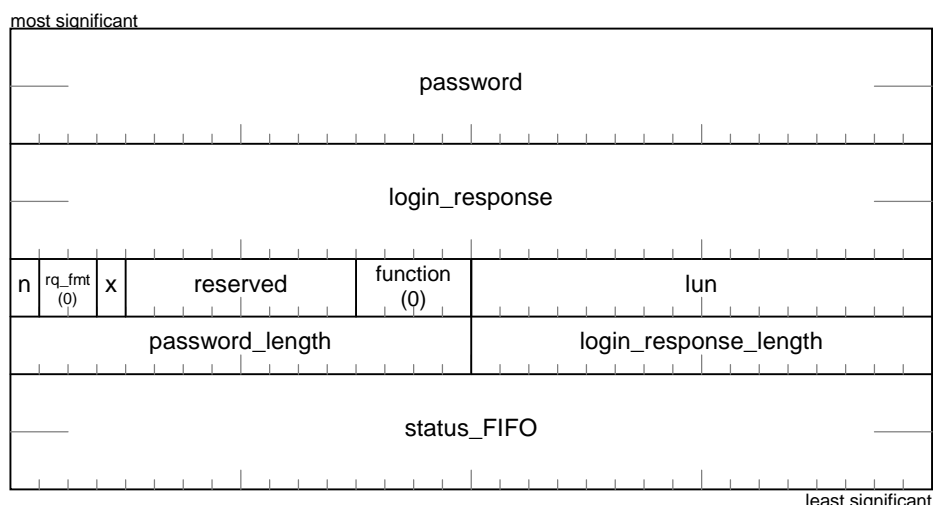 most significant
password
login_response
n rq_fmt (0) x reserved function (0) lun
password_length login_response_length
status_FIFO
least significant